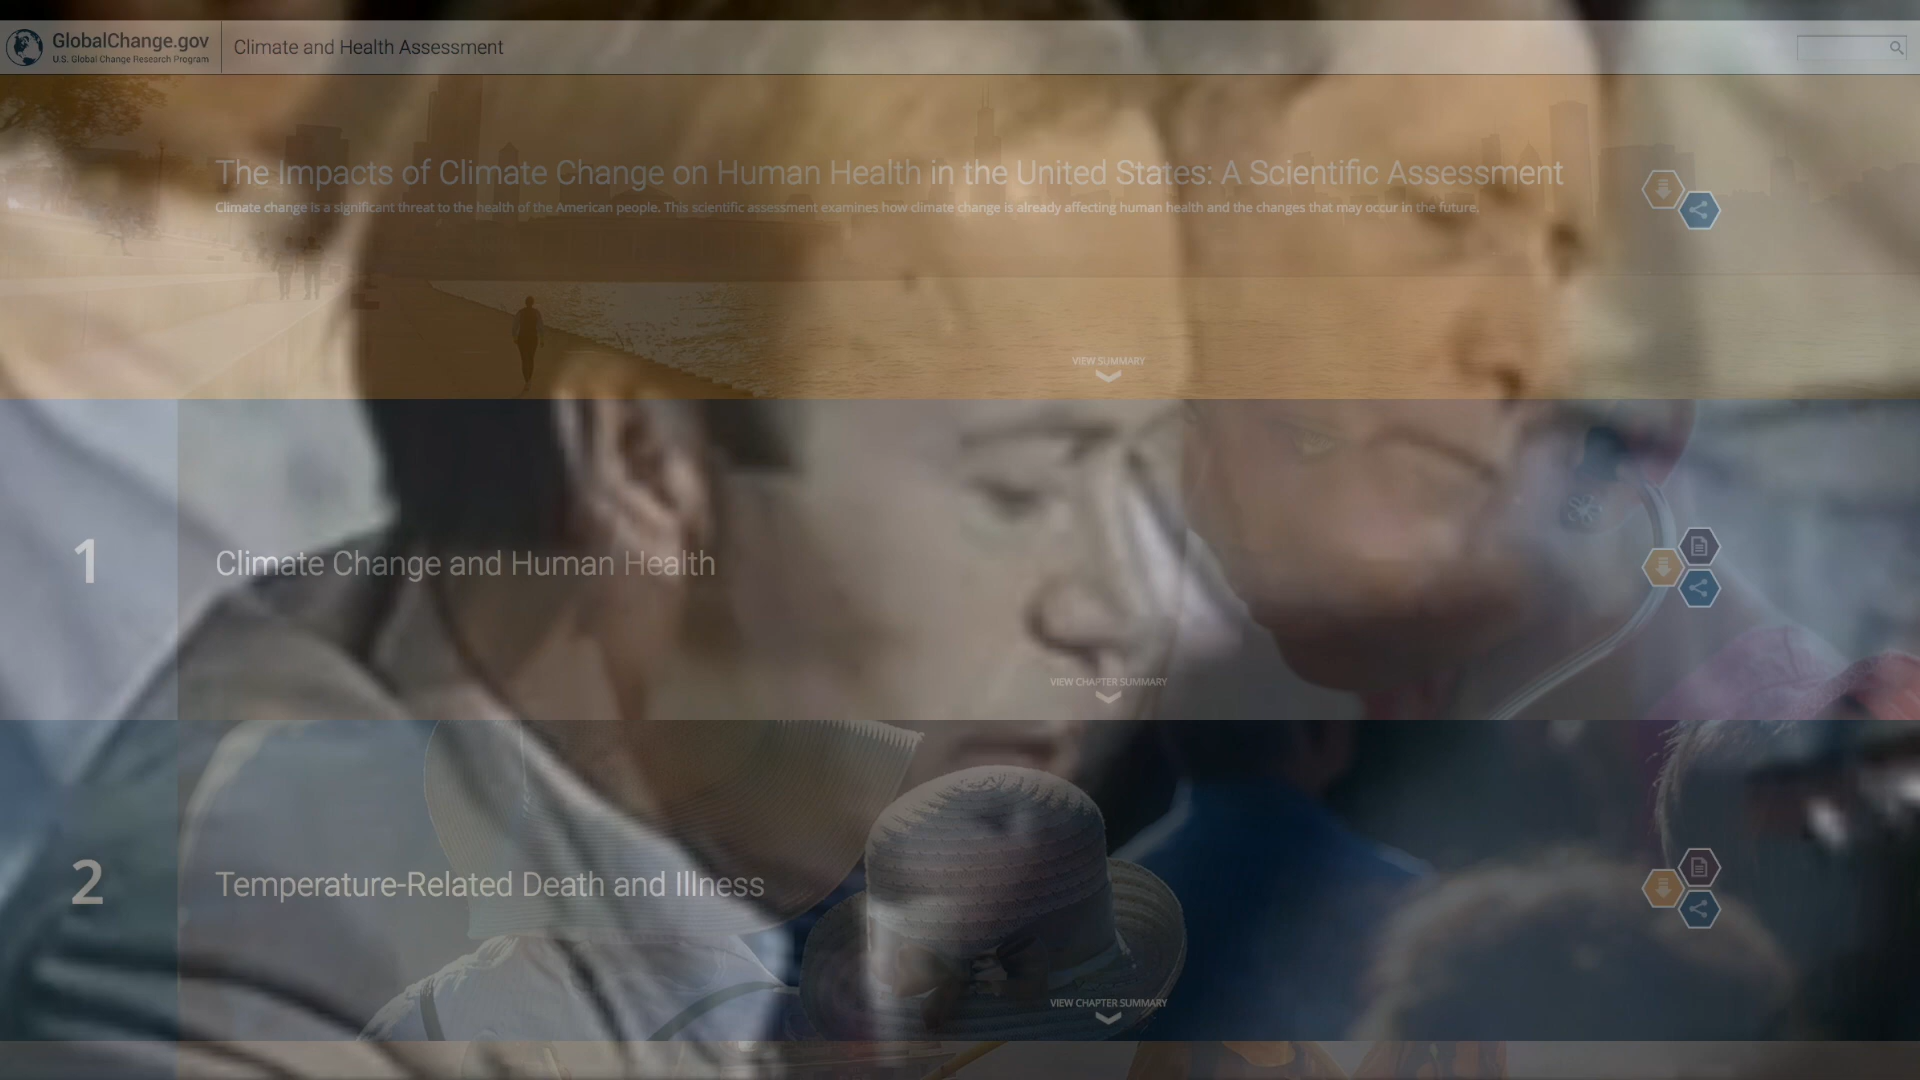 GlobalChange.gov
U.S. Global Change Research Program
Climate and Health Assessment
The Impacts of Climate Change on Human Health in the United States: A Scientific Assessment
Climate change is a significant threat to the health of the American people. This scientific assessment examines how climate change is already affecting human health and the changes that may occur in the future.
VIEW SUMMARY
1
Climate Change and Human Health
VIEW CHAPTER SUMMARY
2
Temperature-Related Death and Illness
VIEW CHAPTER SUMMARY